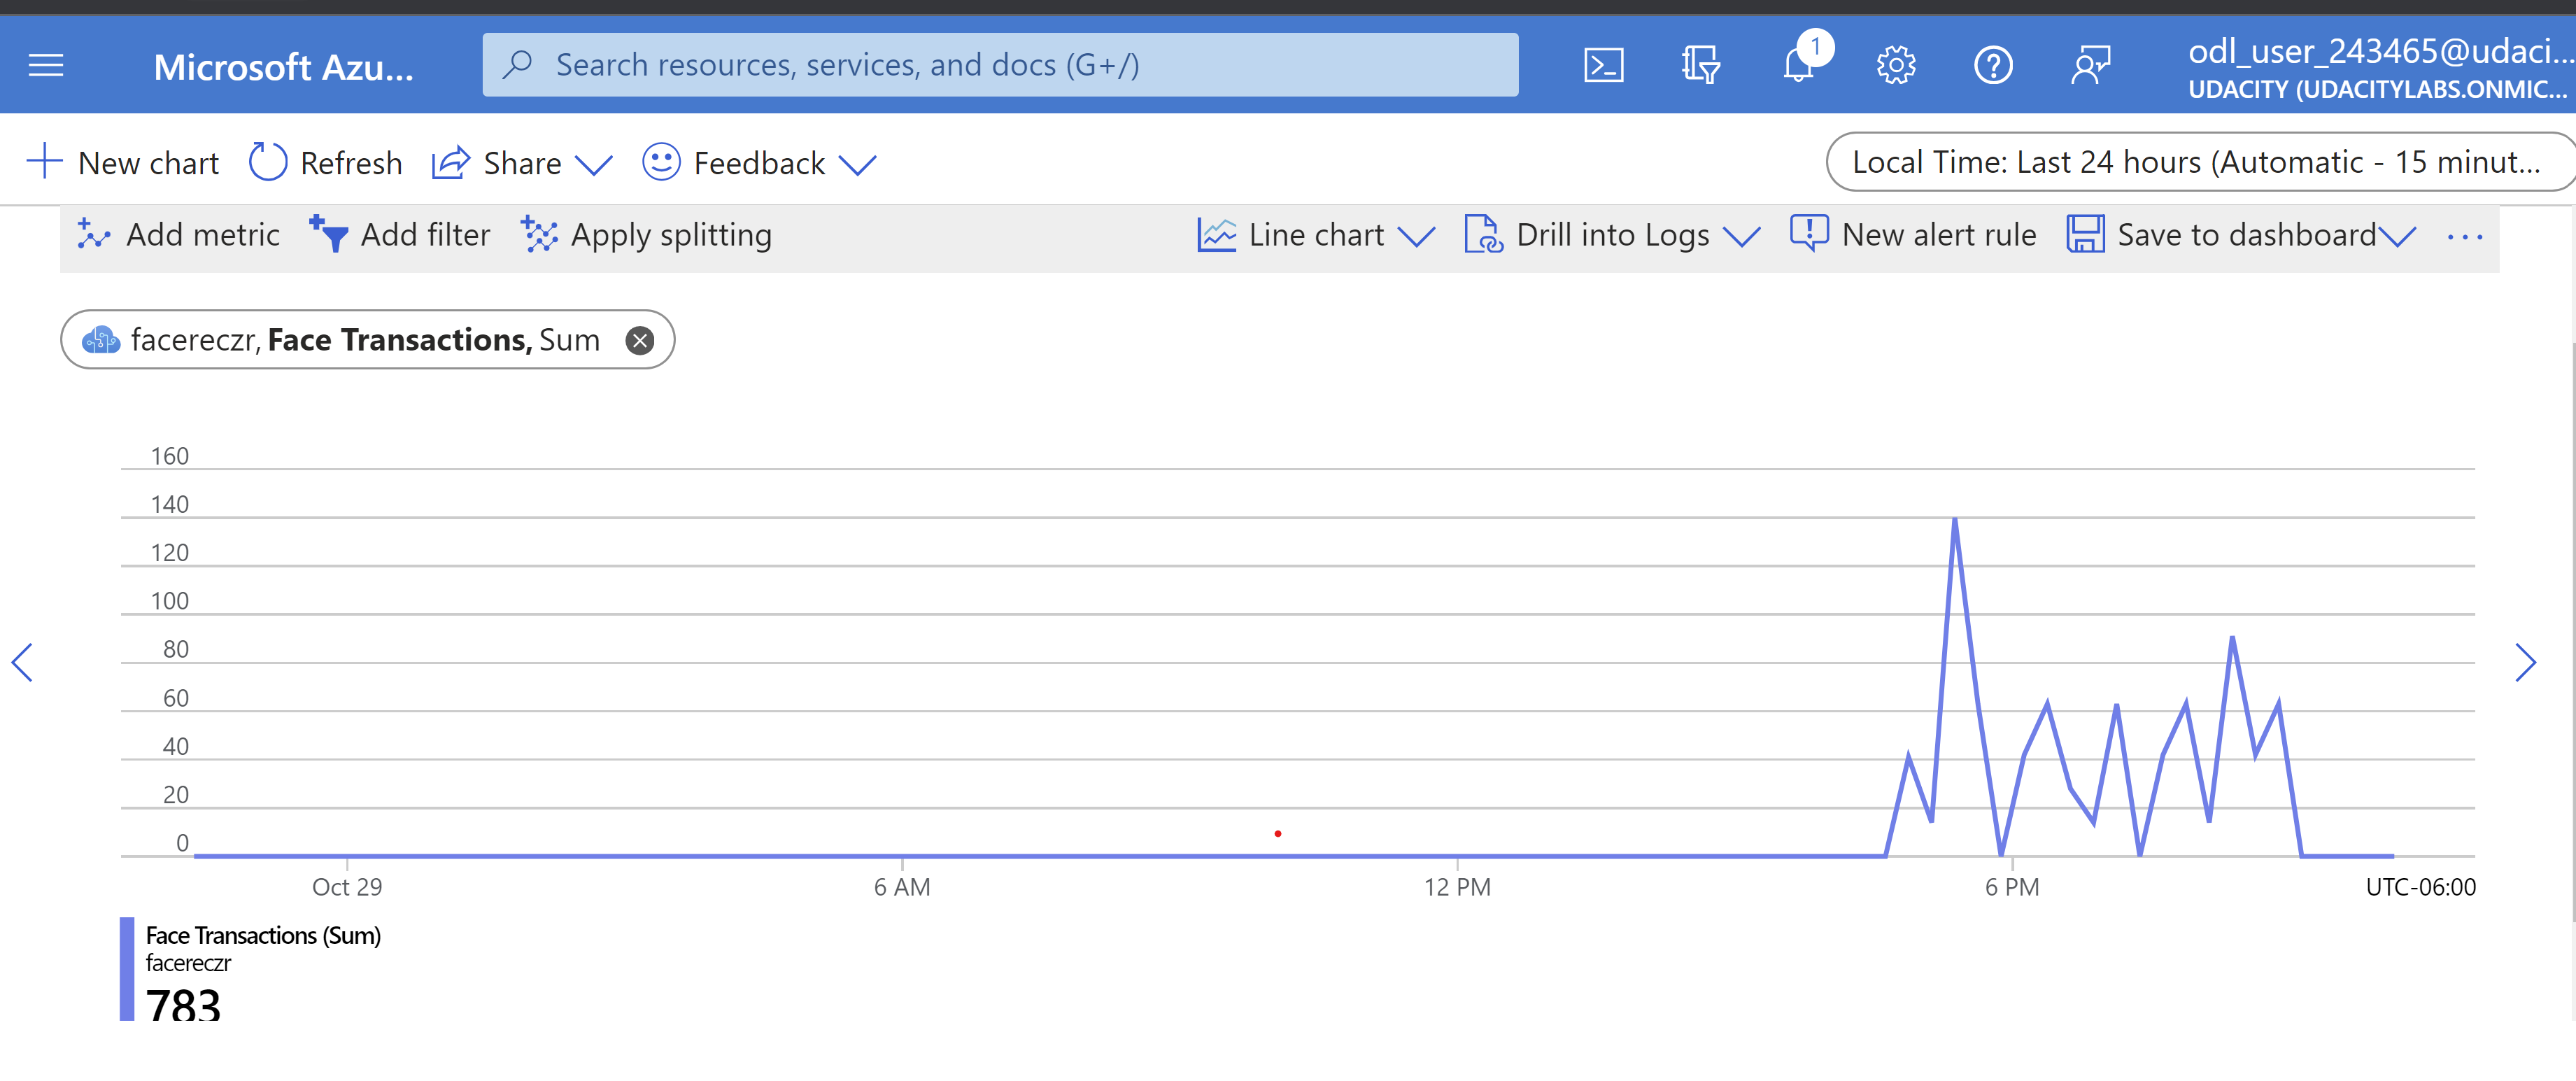 Microsoft Azu...
Search resources, services, and docs (G+/)
1
odl_user_243465@udaci...
UDACITY (UDACITYLABS.ONMIC...
New chart
Refresh
Share
Feedback
Local Time: Last 24 hours (Automatic - 15 minut...
Add metric
Add filter
Apply splitting
Line chart
Drill into Logs
New alert rule
Save to dashboard
facereczr, Face Transactions, Sum
160
140
120
100
80
60
40
20
0
Oct 29
6 AM
12 PM
6 PM
UTC-06:00
Face Transactions (Sum)
facereczr
783